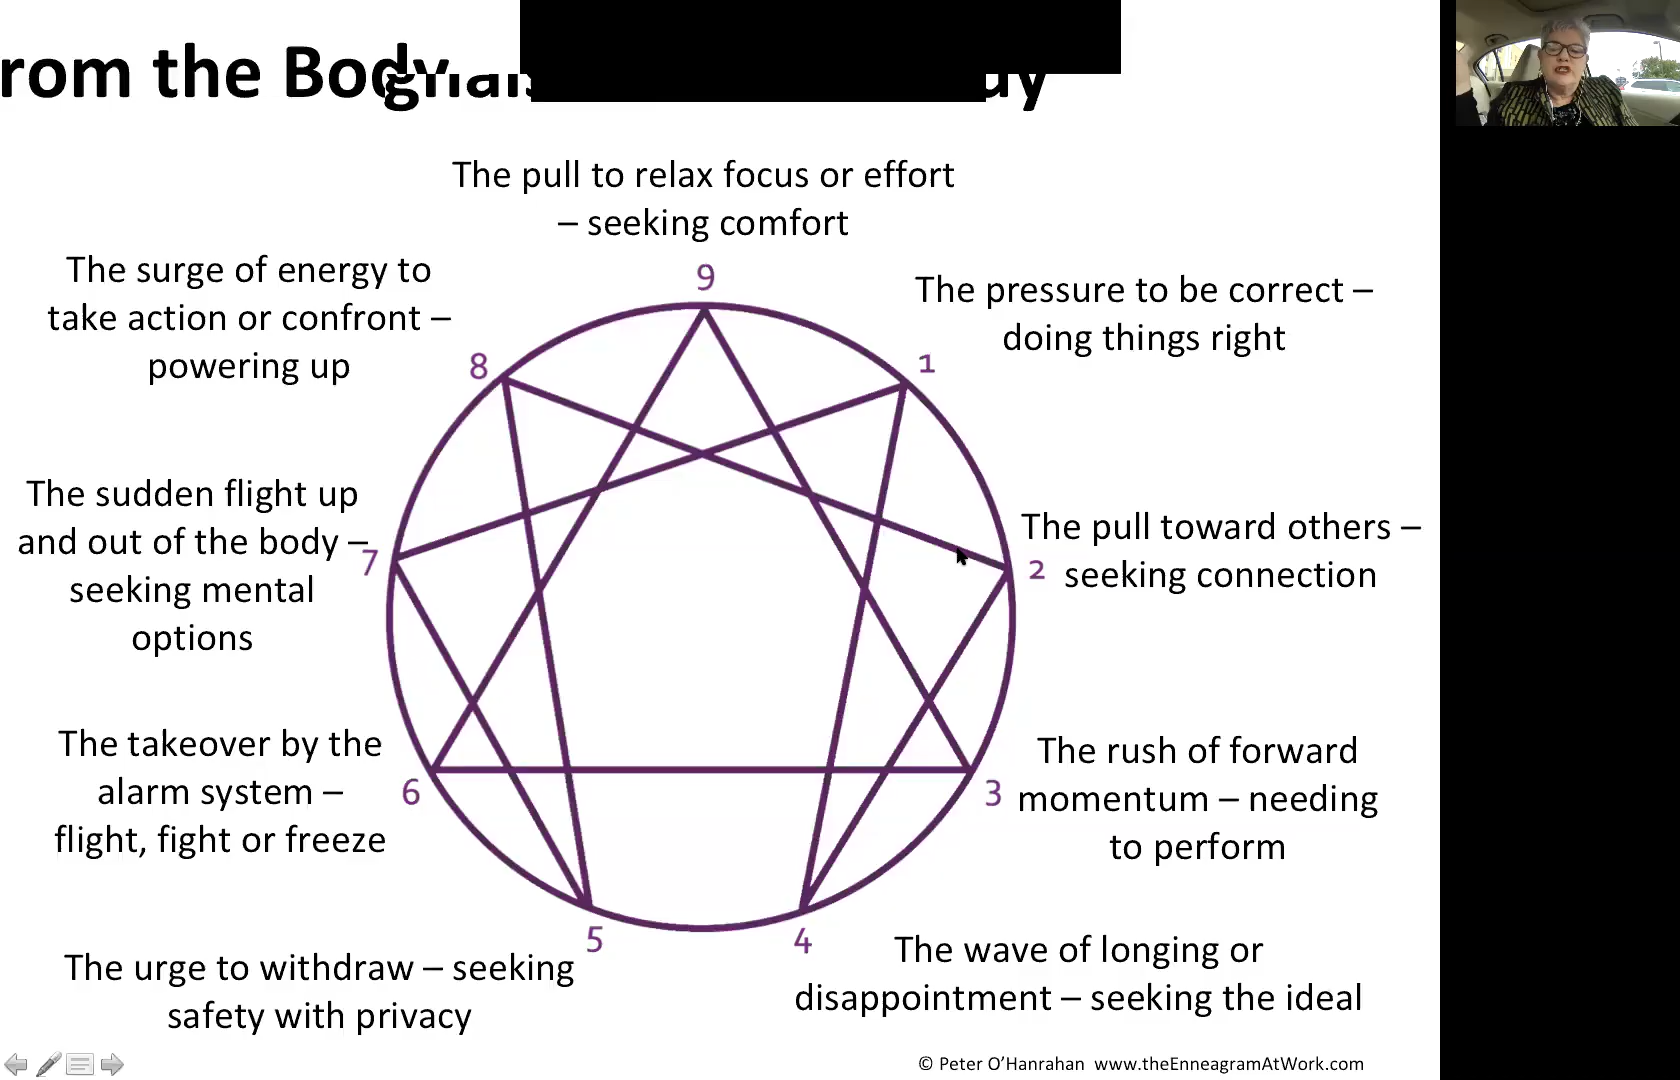 rom the Body
The pull to relax focus or effort
– seeking comfort
The surge of energy to
take action or confront –
powering up
9
The pressure to be correct –
doing things right
8
1
The sudden flight up
and out of the body –
seeking mental
options
7
The pull toward others –
2 seeking connection
The takeover by the
alarm system –
flight, fight or freeze
6
The rush of forward
3 momentum – needing
to perform
5
4
The urge to withdraw – seeking
safety with privacy
The wave of longing or
disappointment – seeking the ideal
© Peter O’Hanrahan www.theEnneagramAtWork.com